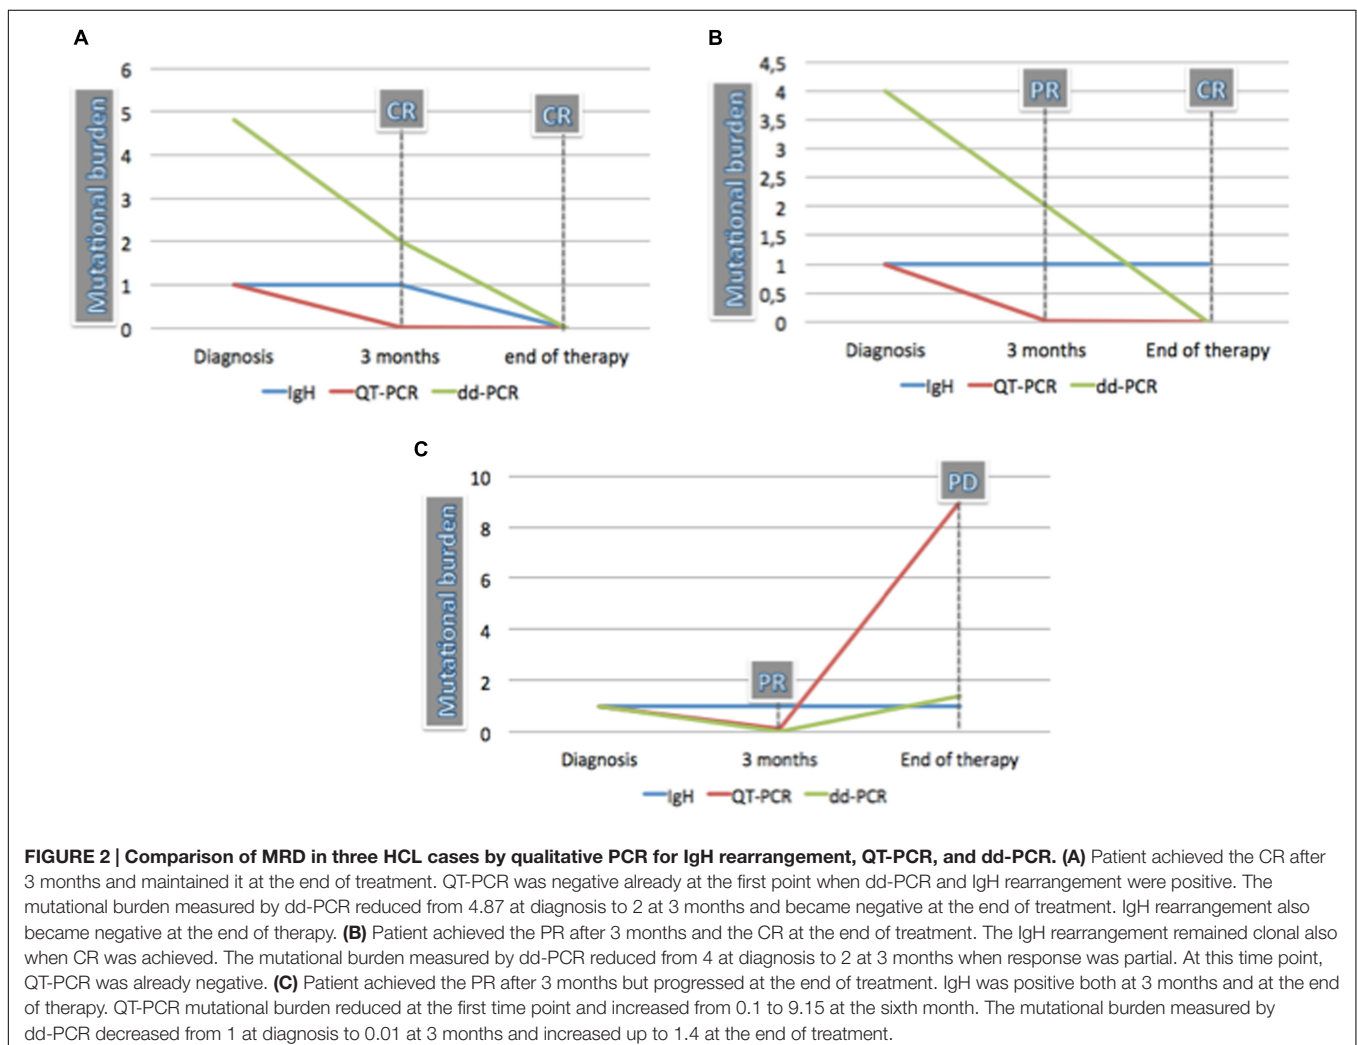 A
Mutational burden
6
5
4
3
2
1
0
CR
CR
Diagnosis 3 months end of therapy
IgH QT-PCR dd-PCR
B
Mutational burden
4,5
4
3,5
3
2,5
2
1,5
1
0,5
0
PR
CR
Diagnosis 3 months End of therapy
IgH QT-PCR dd-PCR
C
Mutational burden
10
8
6
4
2
0
PR
PD
Diagnosis 3 months End of therapy
IgH QT-PCR dd-PCR
FIGURE 2 | Comparison of MRD in three HCL cases by qualitative PCR for IgH rearrangement, QT-PCR, and dd-PCR. (A) Patient achieved the CR after
3 months and maintained it at the end of treatment. QT-PCR was negative already at the first point when dd-PCR and IgH rearrangement were positive. The
mutational burden measured by dd-PCR reduced from 4.87 at diagnosis to 2 at 3 months and became negative at the end of treatment. IgH rearrangement also
became negative at the end of therapy. (B) Patient achieved the PR after 3 months and the CR at the end of treatment. The IgH rearrangement remained clonal also
when CR was achieved. The mutational burden measured by dd-PCR reduced from 4 at diagnosis to 2 at 3 months when response was partial. At this time point,
QT-PCR was already negative. (C) Patient achieved the PR after 3 months but progressed at the end of treatment. IgH was positive both at 3 months and at the end
of therapy. QT-PCR mutational burden reduced at the first time point and increased from 0.1 to 9.15 at the sixth month. The mutational burden measured by
dd-PCR decreased from 1 at diagnosis to 0.01 at 3 months and increased up to 1.4 at the end of treatment.